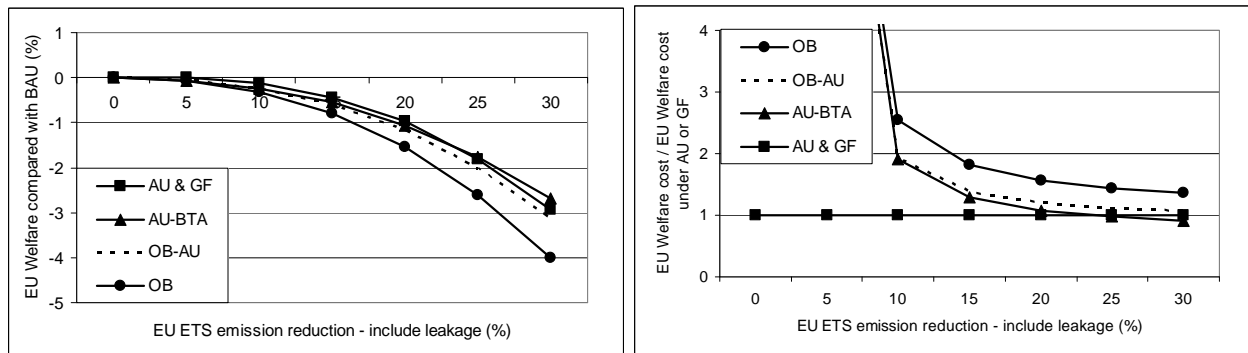 EU Welfare compared with BAU (%)
1
0
-1
-2
-3
-4
-5
0 5 10 15 20 25 30
AU & GF
AU-BTA
OB-AU
OB
EU ETS emission reduction - include leakage (%)
EU Welfare cost / EU Welfare cost
under AU or GF
4
3
2
1
0
OB
OB-AU
AU-BTA
AU & GF
0 5 10 15 20 25 30
EU ETS emission reduction - include leakage (%)